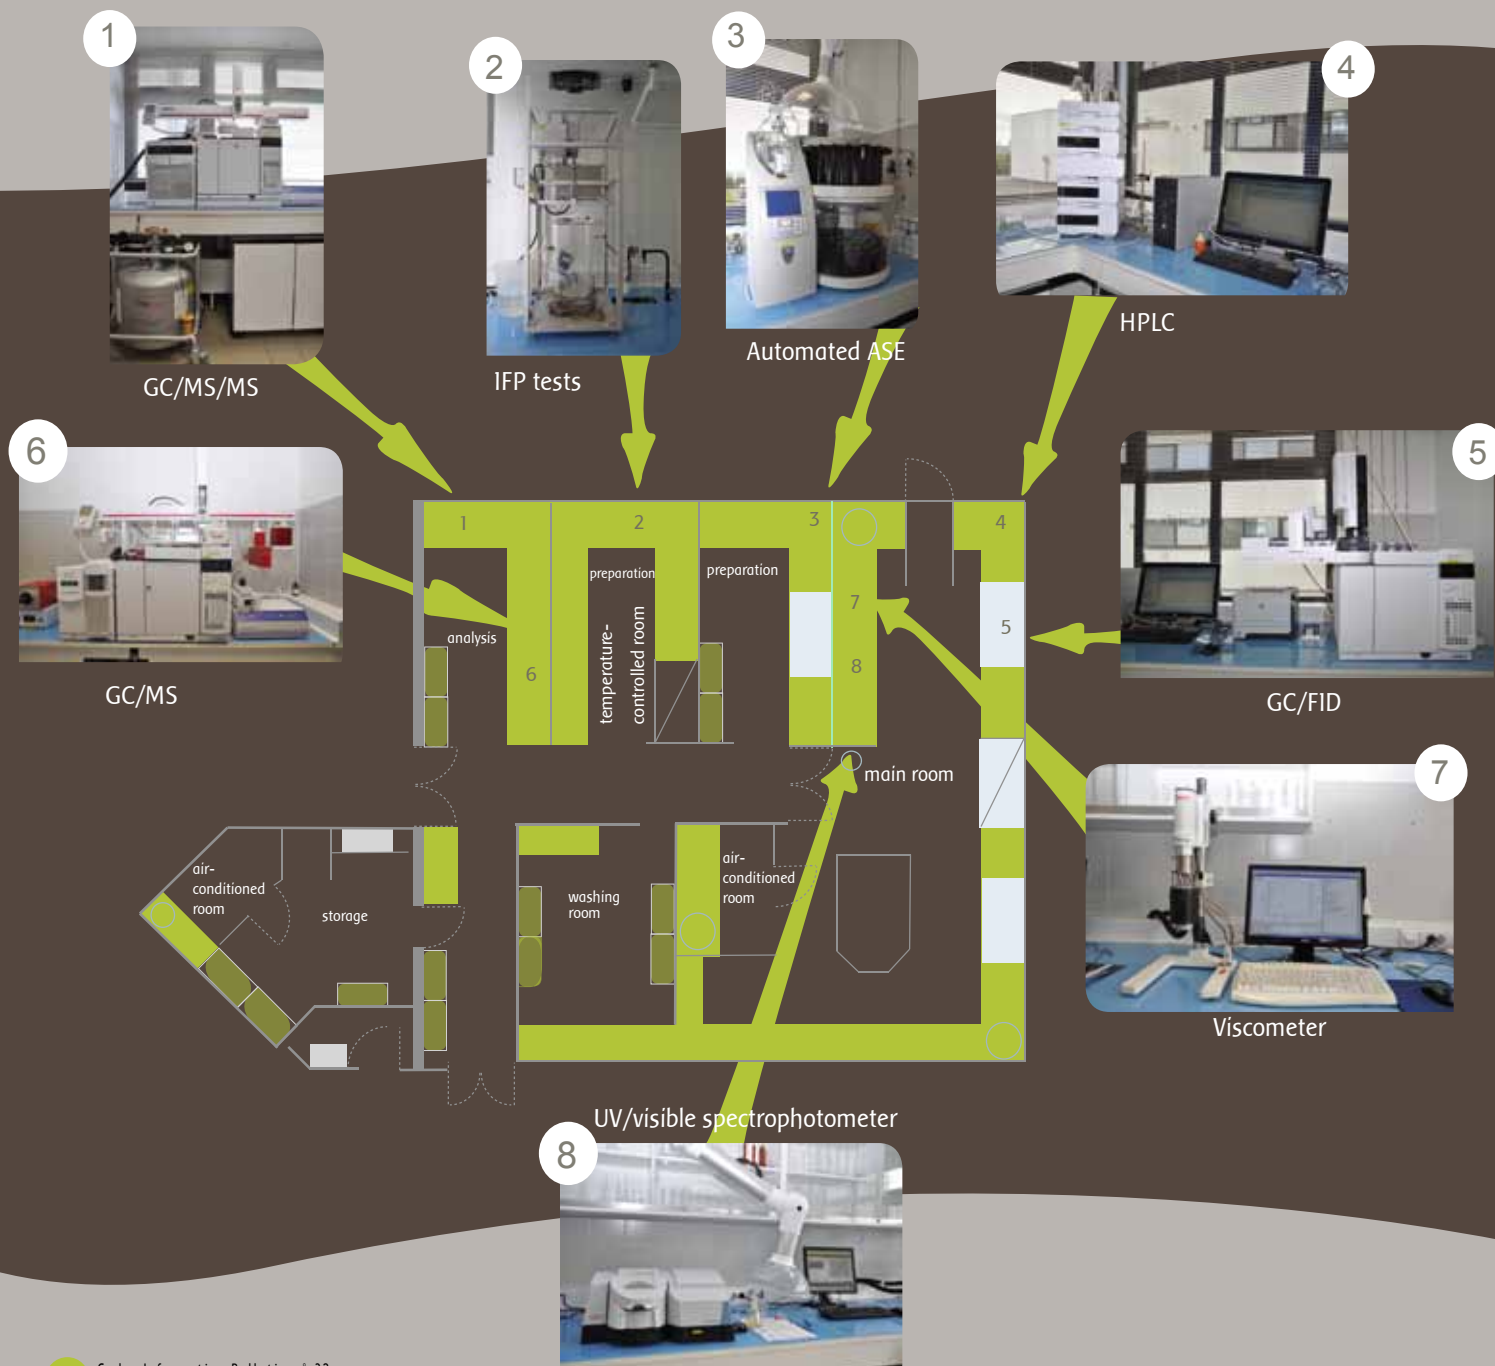 1
2
3
4
GC/MS/MS
IFP tests
Automated ASE
HPLC
6
GC/MS
5
GC/FID
1
2
3
4
preparation
preparation
temperature-
controlled room
analysis
6
7
8
5
main room
air-
conditioned
room
storage
washing
room
air-
conditioned
room
7
Viscometer
UV/visible spectrophotometer
8